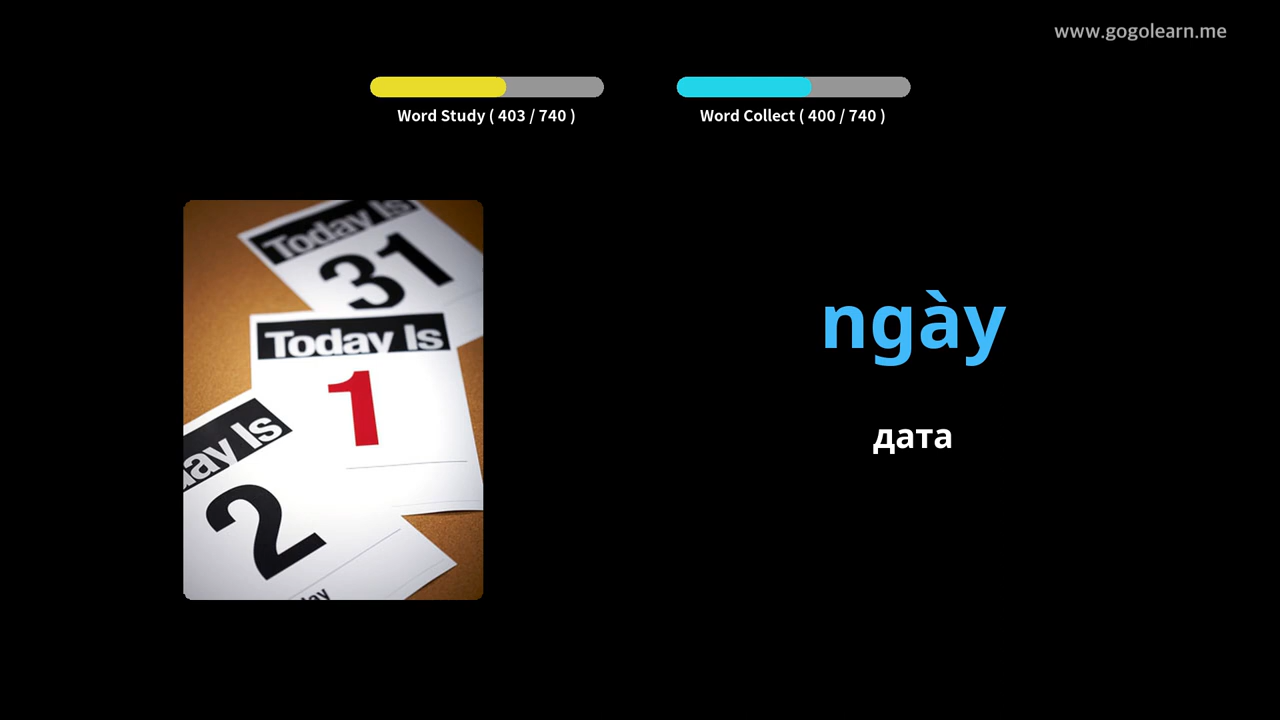 www.gogolearn.me
Word Study ( 403 / 740 )
Word Collect ( 400 / 740 )
Today Is
31
Today Is
1
ay Is
2
ngày
дата